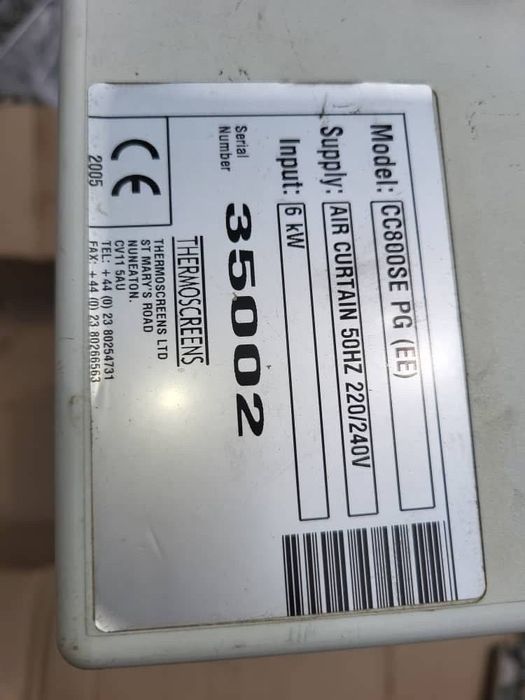 Model: CC800SE PG (EE)
Supply: AIR CURTAIN 50HZ 220/240V
Input: 6 kW
Serial
Number
35002
THERMOSCREENS
CE
2005
THERMOSCREENS LTD
ST MARY'S ROAD
NUNEATON.
CV11 5AU
TEL: +44 (0) 23 80254731
FAX: +44 (0) 23 80266563